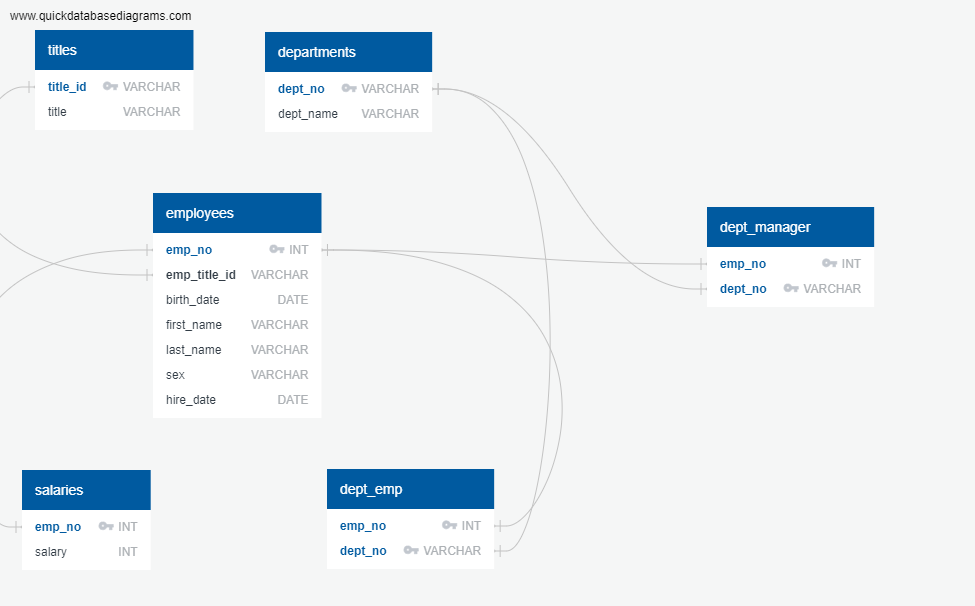 www.quickdatabasediagrams.com
titles
title_id VARCHAR
title VARCHAR
departments
dept_no VARCHAR
dept_name VARCHAR
employees
emp_no INT
emp_title_id VARCHAR
birth_date DATE
first_name VARCHAR
last_name VARCHAR
sex VARCHAR
hire_date DATE
dept_manager
emp_no INT
dept_no VARCHAR
salaries
emp_no INT
salary INT
dept_emp
emp_no INT
dept_no VARCHAR